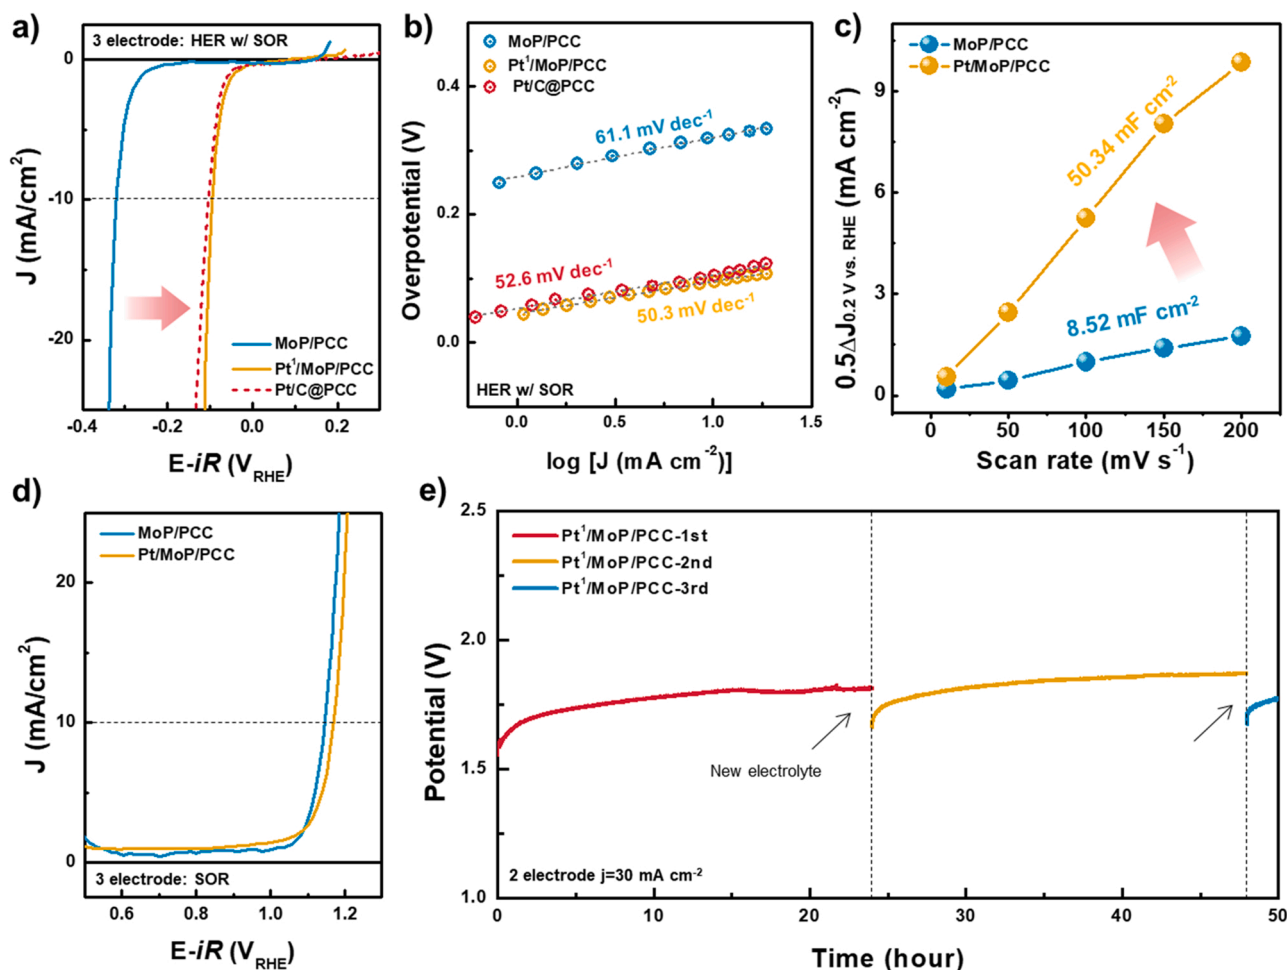 a)
3 electrode: HER w/ SOR
0
-10
-20
J (mA/cm²)
MoP/PCC
Pt¹/MoP/PCC
Pt/C@PCC
-0.4
-0.2
0.0
0.2
E-iR (V_RHE)
b)
MoP/PCC
Pt¹/MoP/PCC
Pt/C@PCC
61.1 mV dec⁻¹
52.6 mV dec⁻¹
50.3 mV dec⁻¹
0.4
0.2
0.0
Overpotential (V)
HER w/ SOR
0.0
0.5
1.0
1.5
log [J (mA cm⁻²)]
c)
MoP/PCC
Pt/MoP/PCC
50.34 mF cm⁻²
8.52 mF cm⁻²
9
6
3
0
0.5ΔJ0.2 V vs. RHE (mA cm⁻²)
0
50
100
150
200
Scan rate (mV s⁻¹)
d)
MoP/PCC
Pt/MoP/PCC
20
10
0
J (mA/cm²)
3 electrode: SOR
0.6
0.8
1.0
1.2
E-iR (V_RHE)
e)
Pt¹/MoP/PCC-1st
Pt¹/MoP/PCC-2nd
Pt¹/MoP/PCC-3rd
2.5
2.0
1.5
1.0
Potential (V)
New electrolyte
2 electrode j=30 mA cm⁻²
0
10
20
30
40
50
Time (hour)